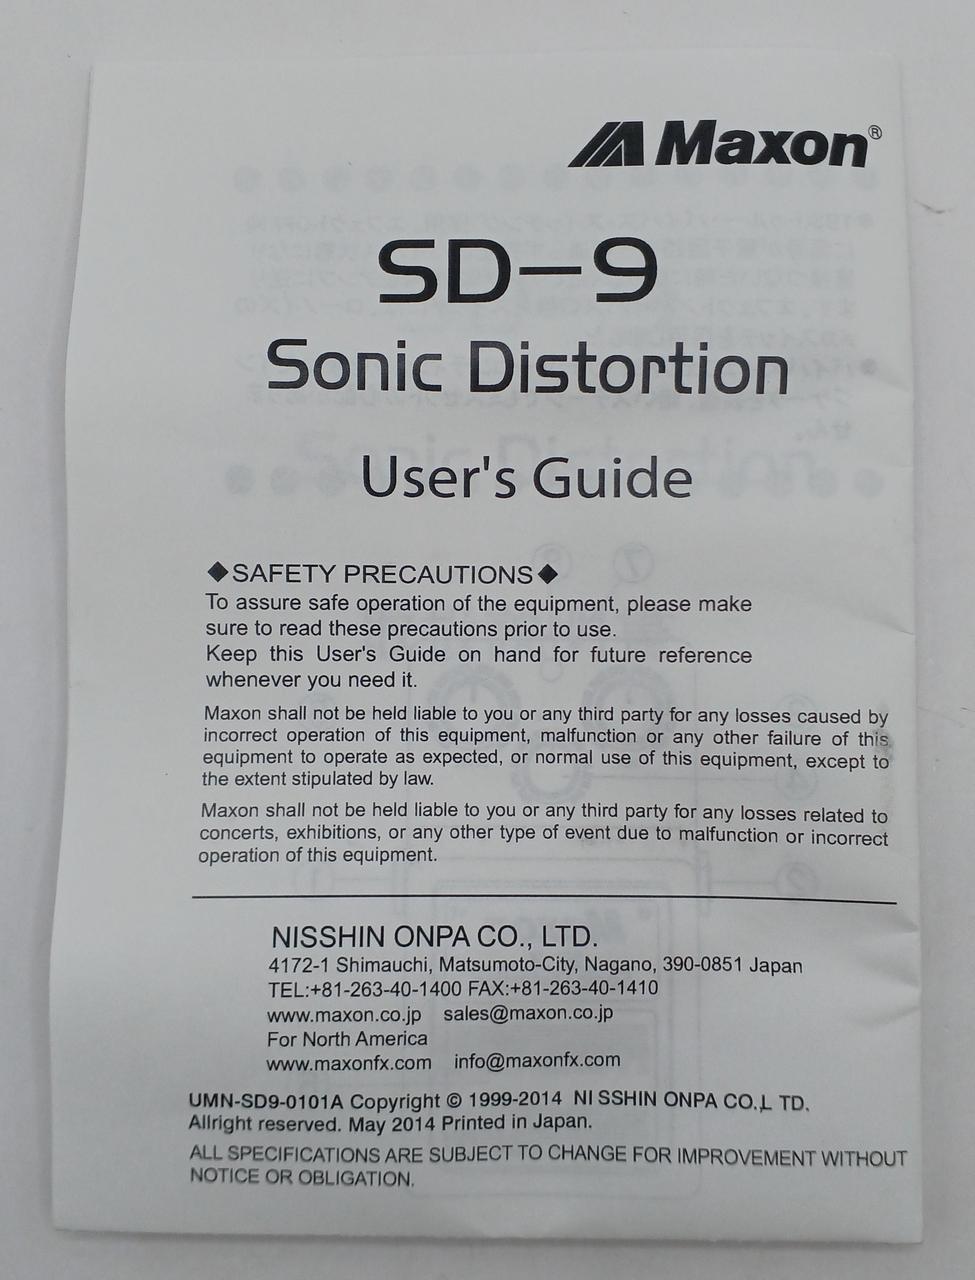 Maxon®
SD-9
Sonic Distortion
User's Guide
◆SAFETY PRECAUTIONS◆
To assure safe operation of the equipment, please make
sure to read these precautions prior to use.
Keep this User's Guide on hand for future reference
whenever you need it.
Maxon shall not be held liable to you or any third party for any losses caused by
incorrect operation of this equipment, malfunction or any other failure of this
equipment to operate as expected, or normal use of this equipment, except to
the extent stipulated by law.
Maxon shall not be held liable to you or any third party for any losses related to
concerts, exhibitions, or any other type of event due to malfunction or incorrect
operation of this equipment.
NISSHIN ONPA CO., LTD.
4172-1 Shimauchi, Matsumoto-City, Nagano, 390-0851 Japan
TEL:+81-263-40-1400 FAX:+81-263-40-1410
www.maxon.co.jp sales@maxon.co.jp
For North America
www.maxonfx.com info@maxonfx.com
UMN-SD9-0101A Copyright © 1999-2014 NI SSHIN ONPA CO.,L TD.
Allright reserved. May 2014 Printed in Japan.
ALL SPECIFICATIONS ARE SUBJECT TO CHANGE FOR IMPROVEMENT WITHOUT
NOTICE OR OBLIGATION.